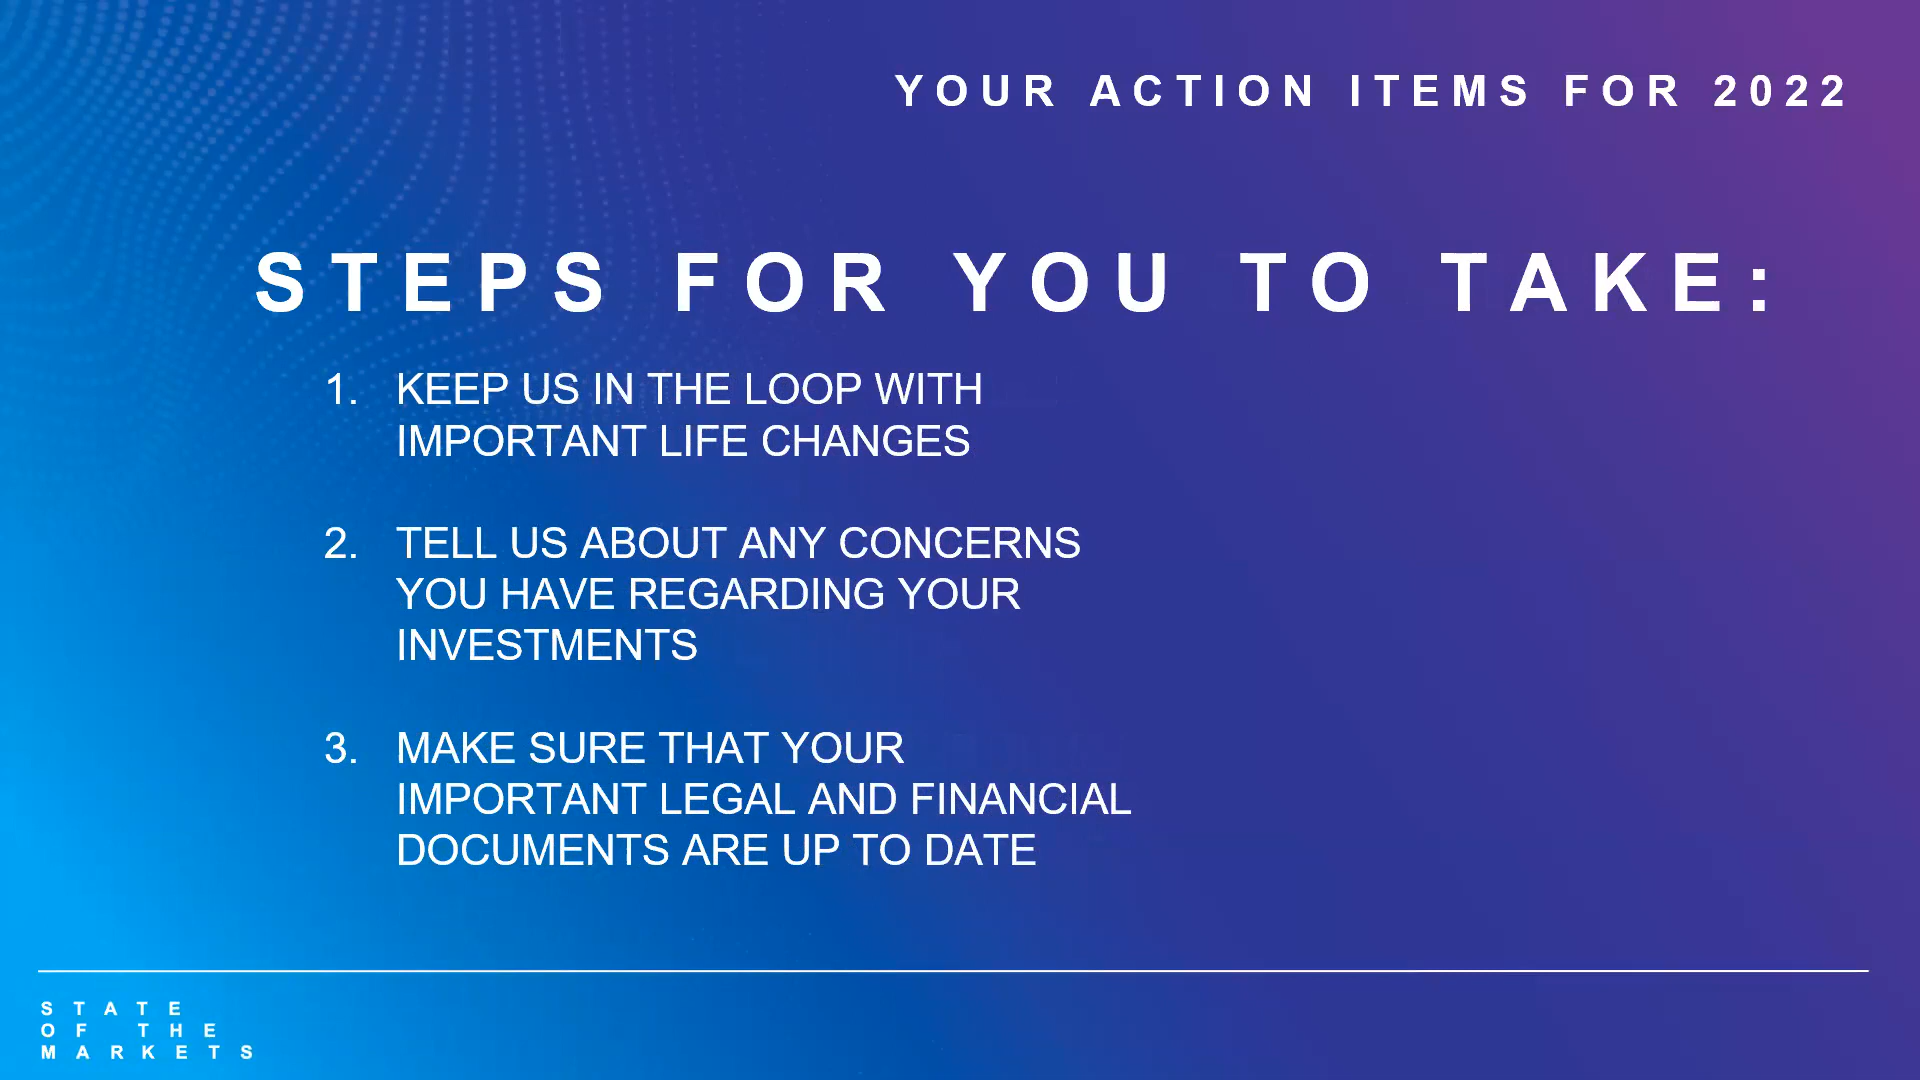 YOUR ACTION ITEMS FOR 2022
STEPS FOR YOU TO TAKE:
1. KEEP US IN THE LOOP WITH
IMPORTANT LIFE CHANGES
2. TELL US ABOUT ANY CONCERNS
YOU HAVE REGARDING YOUR
INVESTMENTS
3. MAKE SURE THAT YOUR
IMPORTANT LEGAL AND FINANCIAL
DOCUMENTS ARE UP TO DATE
STATE
OF THE
MARKETS